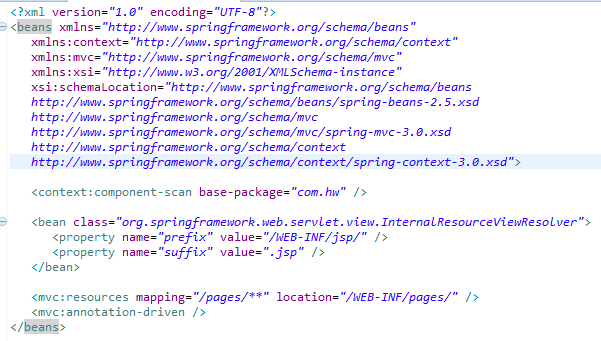 <?xml version="1.0" encoding="UTF-8"?>
<beans xmlns="http://www.springframework.org/schema/beans"
xmlns:context="http://www.springframework.org/schema/context"
xmlns:mvc="http://www.springframework.org/schema/mvc"
xmlns:xsi="http://www.w3.org/2001/XMLSchema-instance"
xsi:schemaLocation="http://www.springframework.org/schema/beans
http://www.springframework.org/schema/beans/spring-beans-2.5.xsd
http://www.springframework.org/schema/mvc
http://www.springframework.org/schema/mvc/spring-mvc-3.0.xsd
http://www.springframework.org/schema/context
http://www.springframework.org/schema/context/spring-context-3.0.xsd">
<context:component-scan base-package="com.hw" />
<bean class="org.springframework.web.servlet.view.InternalResourceViewResolver">
<property name="prefix" value="/WEB-INF/jsp/" />
<property name="suffix" value=".jsp" />
</bean>
<mvc:resources mapping="/pages/**" location="/WEB-INF/pages/" />
<mvc:annotation-driven />
</beans>